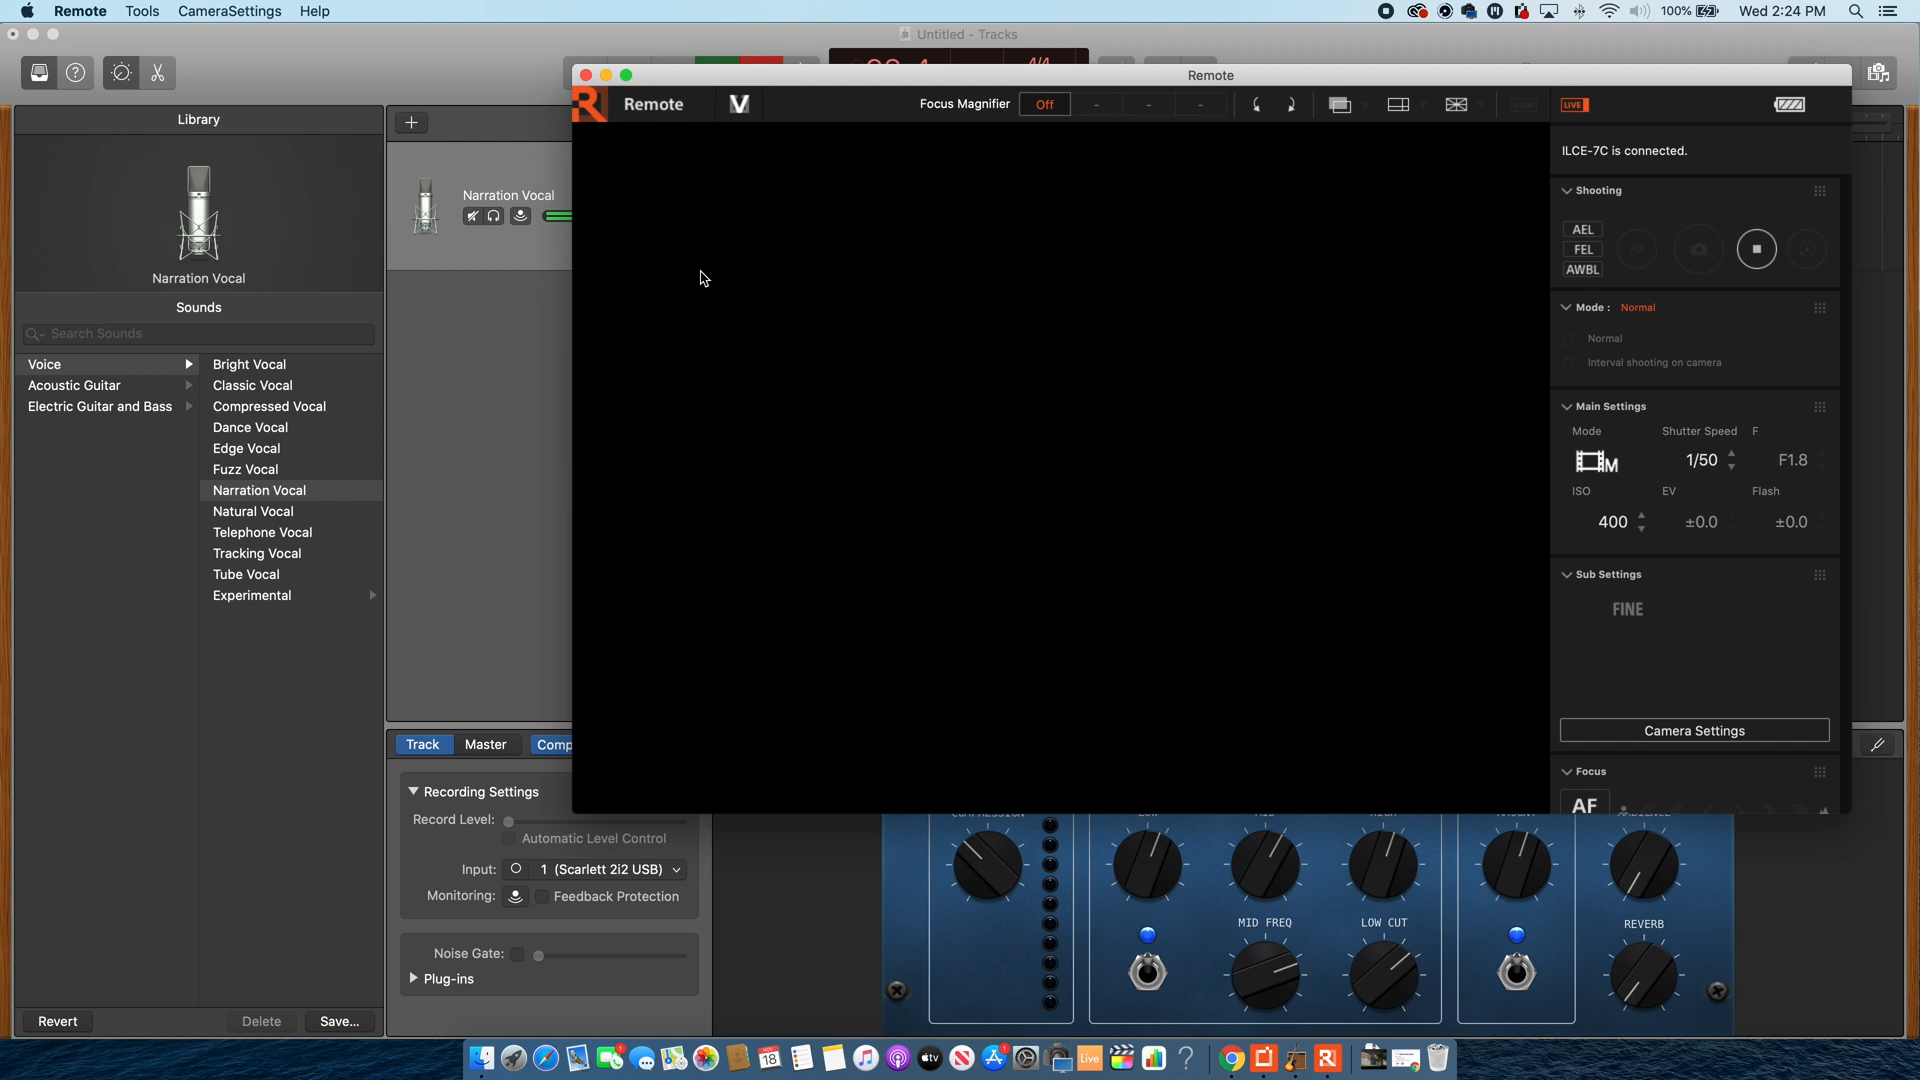 Remote Tools CameraSettings Help
100% Wed 2:24 PM
Untitled - Tracks
Remote
Library
Narration Vocal
Sounds
Search Sounds
Voice
Acoustic Guitar
Electric Guitar and Bass
Bright Vocal
Classic Vocal
Compressed Vocal
Dance Vocal
Edge Vocal
Fuzz Vocal
Narration Vocal
Natural Vocal
Telephone Vocal
Tracking Vocal
Tube Vocal
Experimental
Revert Delete Save...
Narration Vocal
R Remote V
Focus Magnifier Off - - -
LIVE
ILCE-7C is connected.
Shooting
AEL
FEL
AWBL
AF
Mode : Normal
Normal
Interval shooting on camera
Main Settings
Mode Shutter Speed F
M 1/50 F1.8
ISO EV Flash
400 ±0.0 ±0.0
Sub Settings
FINE
Camera Settings
Focus
AF
Track Master Comp
Recording Settings
Record Level:
Automatic Level Control
Input: 1 (Scarlett 2i2 USB)
Monitoring: Feedback Protection
Noise Gate:
Plug-ins
MID FREQ LOW CUT REVERB
NOV
18
tv
Live